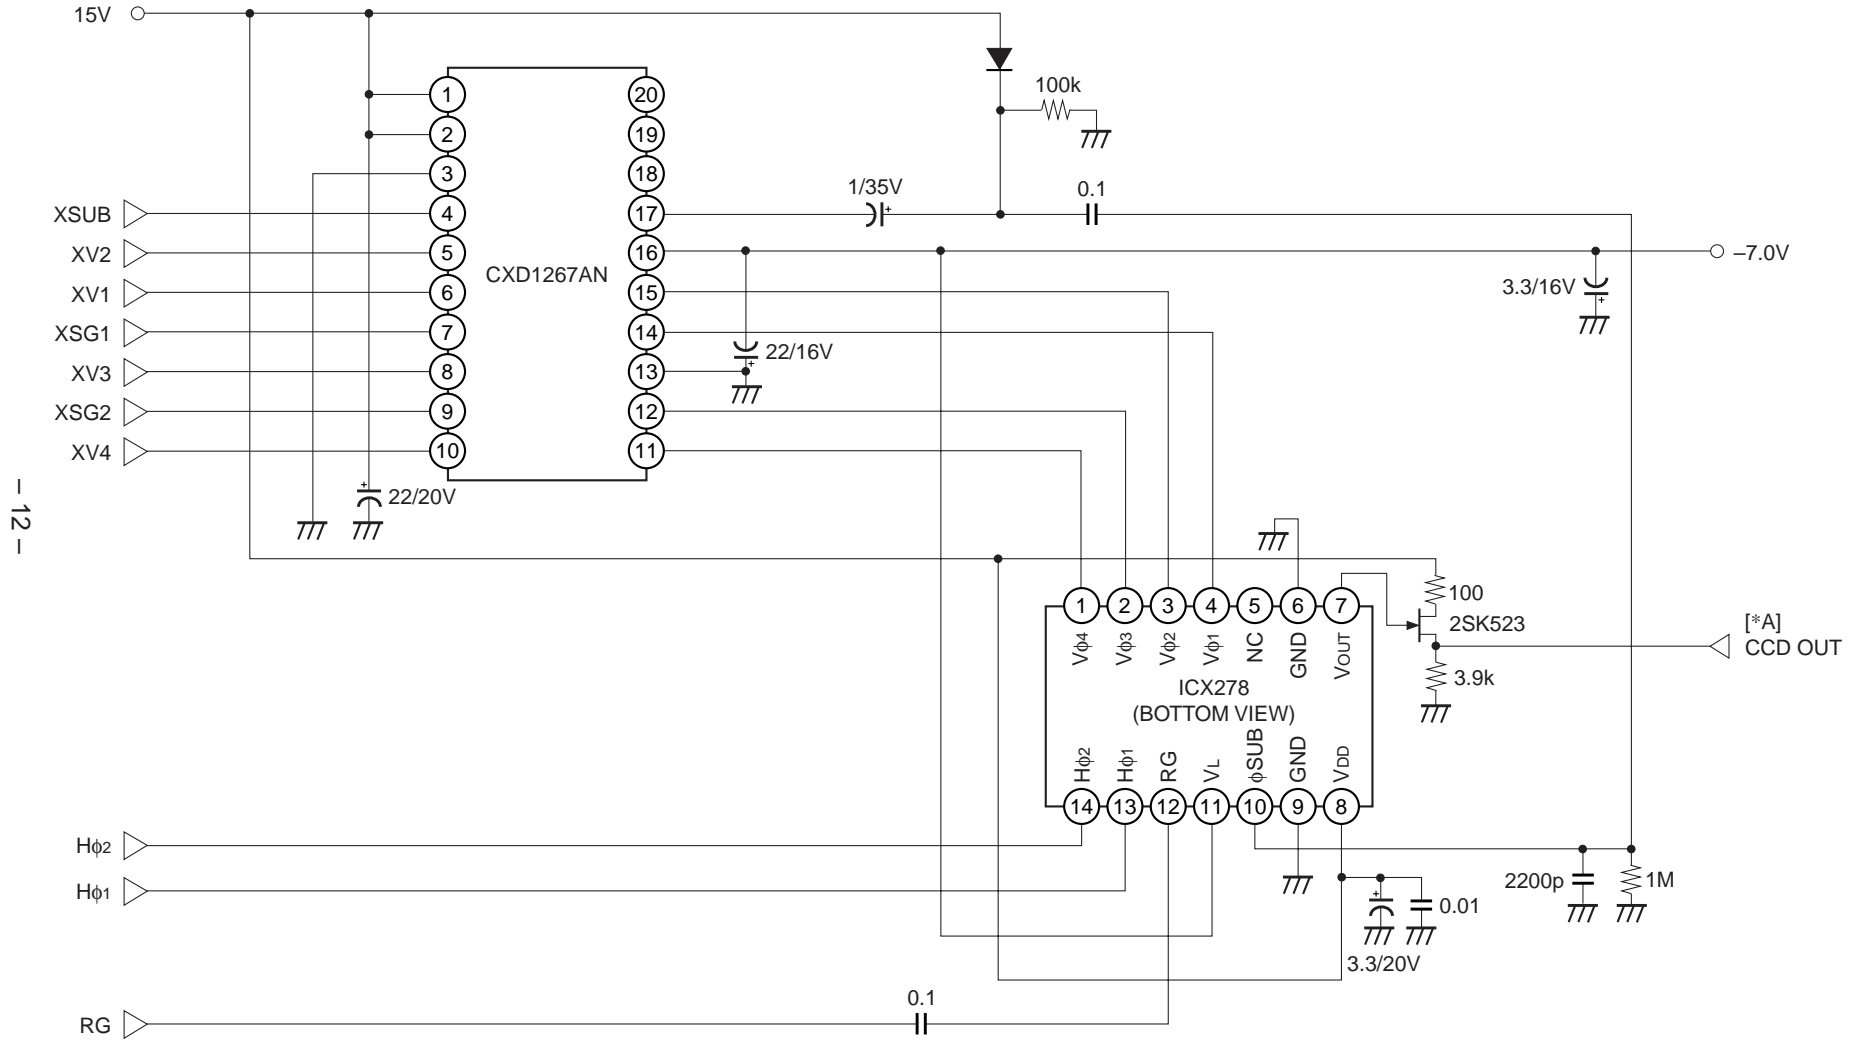 15V
100k
1/35V
0.1
1
2
3
4
5
6
7
8
9
10
20
19
18
17
16
15
14
13
12
11
CXD1267AN
XSUB
XV2
XV1
XSG1
XV3
XSG2
XV4
–7.0V
3.3/16V
+
22/16V
+
+
+
22/20V
– 12 –
100
2SK523
3.9k
[*A]
CCD OUT
1
2
3
4
5
6
7
Vϕ4
Vϕ3
Vϕ2
Vϕ1
NC
GND
VOUT
ICX278
(BOTTOM VIEW)
Hϕ2
Hϕ1
RG
VL
ϕSUB
GND
VDD
14
13
12
11
10
9
8
Hϕ2
Hϕ1
2200p
1M
+
0.01
3.3/20V
0.1
RG